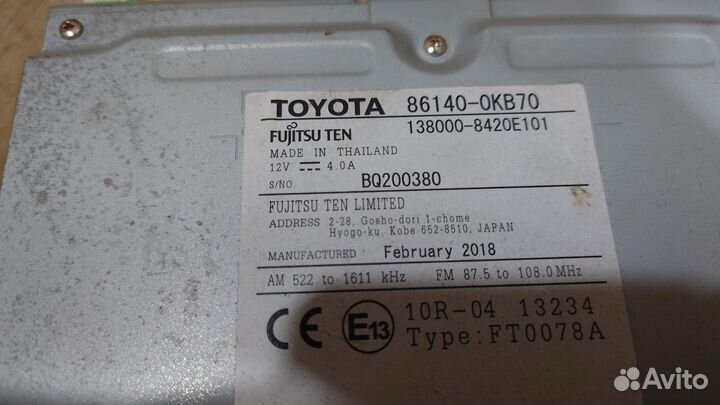 TOYOTA 86140-0KB70
FUJITSU TEN 138000-8420E101
MADE IN THAILAND
12V 4.0A
S/NO BQ200380
FUJITSU TEN LIMITED
ADDRESS 2-28, Gosho-dori 1-chome
Hyogo-ku, Kobe 652-8510, JAPAN
MANUFACTURED February 2018
AM 522 to 1611 kHz FM 87.5 to 108.0MHz
CE E13 10R-04 13234
Type:FT0078A
Avito